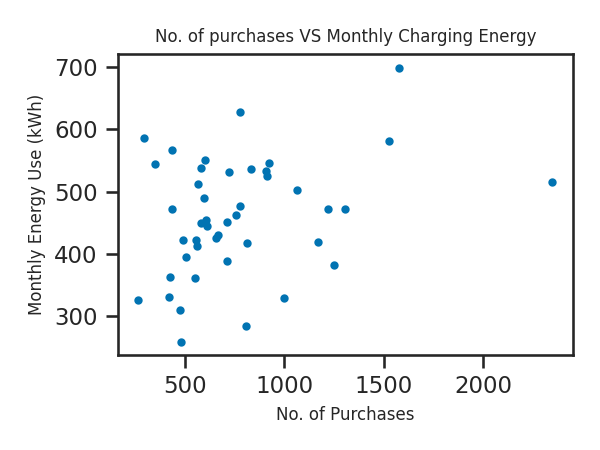 No. of purchases VS Monthly Charging Energy
Monthly Energy Use (kWh)
700
600
500
400
300
500 1000 1500 2000
No. of Purchases